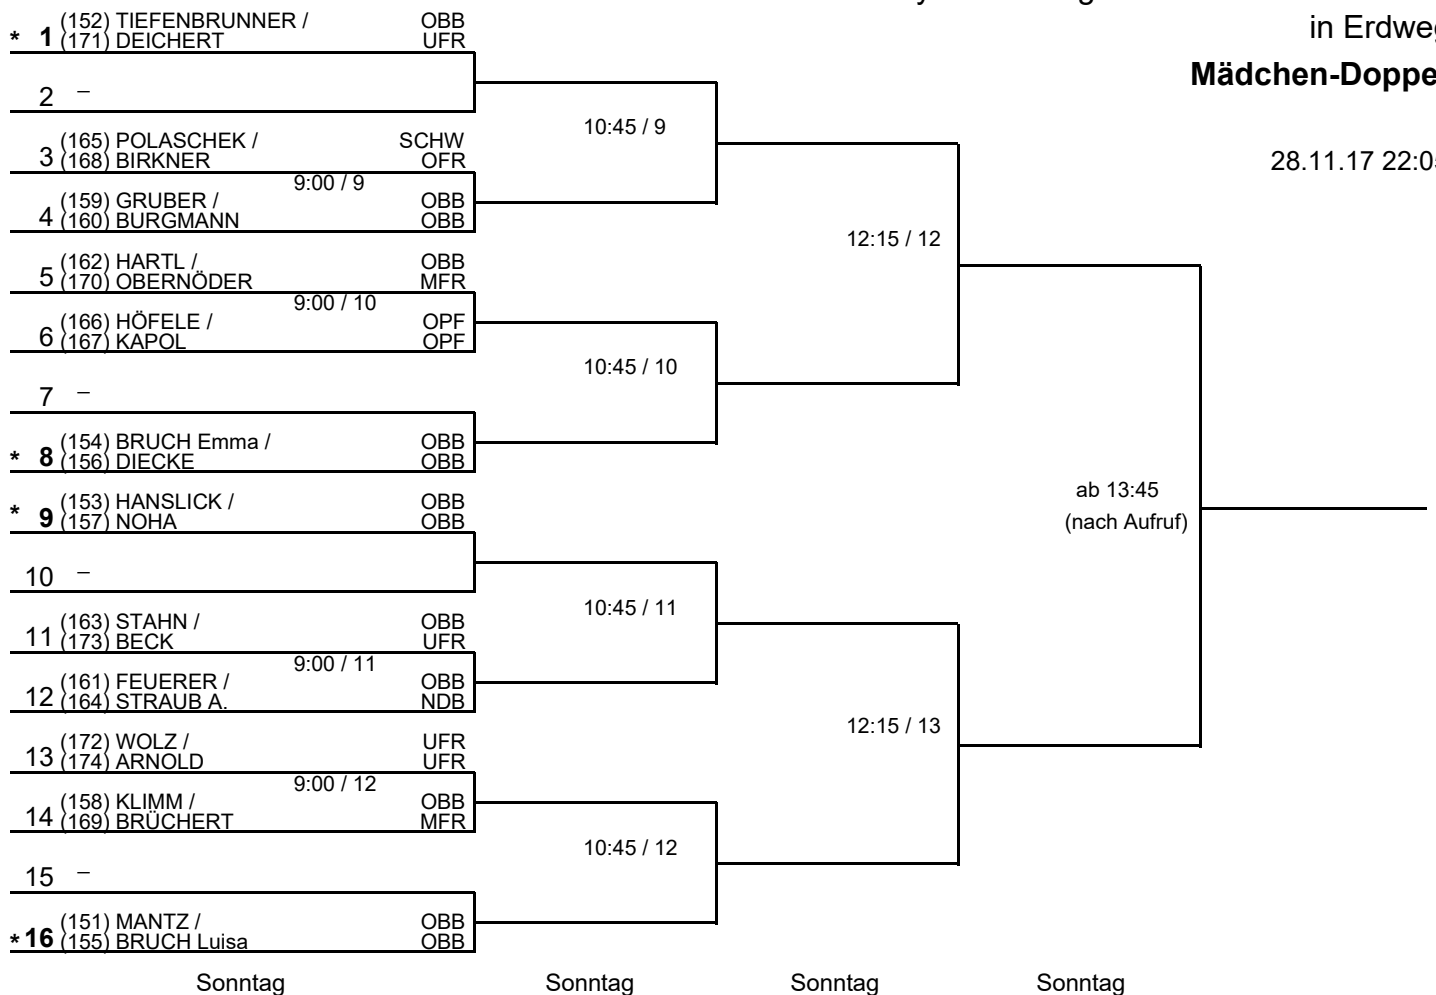 in Erdweg
Mädchen-Doppe
28.11.17 22:05
(152) TIEFENBRUNNER / OBB
* 1 (171) DEICHERT UFR
2 –
10:45 / 9
(165) POLASCHEK / SCHW
3 (168) BIRKNER OFR
9:00 / 9
(159) GRUBER / OBB
4 (160) BURGMANN OBB
12:15 / 12
(162) HARTL / OBB
5 (170) OBERNÖDER MFR
9:00 / 10
(166) HÖFELE / OPF
6 (167) KAPOL OPF
10:45 / 10
7 –
(154) BRUCH Emma / OBB
* 8 (156) DIECKE OBB
ab 13:45
(nach Aufruf)
(153) HANSLICK / OBB
* 9 (157) NOHA OBB
10 –
10:45 / 11
(163) STAHN / OBB
11 (173) BECK UFR
9:00 / 11
(161) FEUERER / OBB
12 (164) STRAUB A. NDB
12:15 / 13
(172) WOLZ / UFR
13 (174) ARNOLD UFR
9:00 / 12
(158) KLIMM / OBB
14 (169) BRÜCHERT MFR
10:45 / 12
15 –
(151) MANTZ / OBB
* 16 (155) BRUCH Luisa OBB
Sonntag Sonntag Sonntag Sonntag